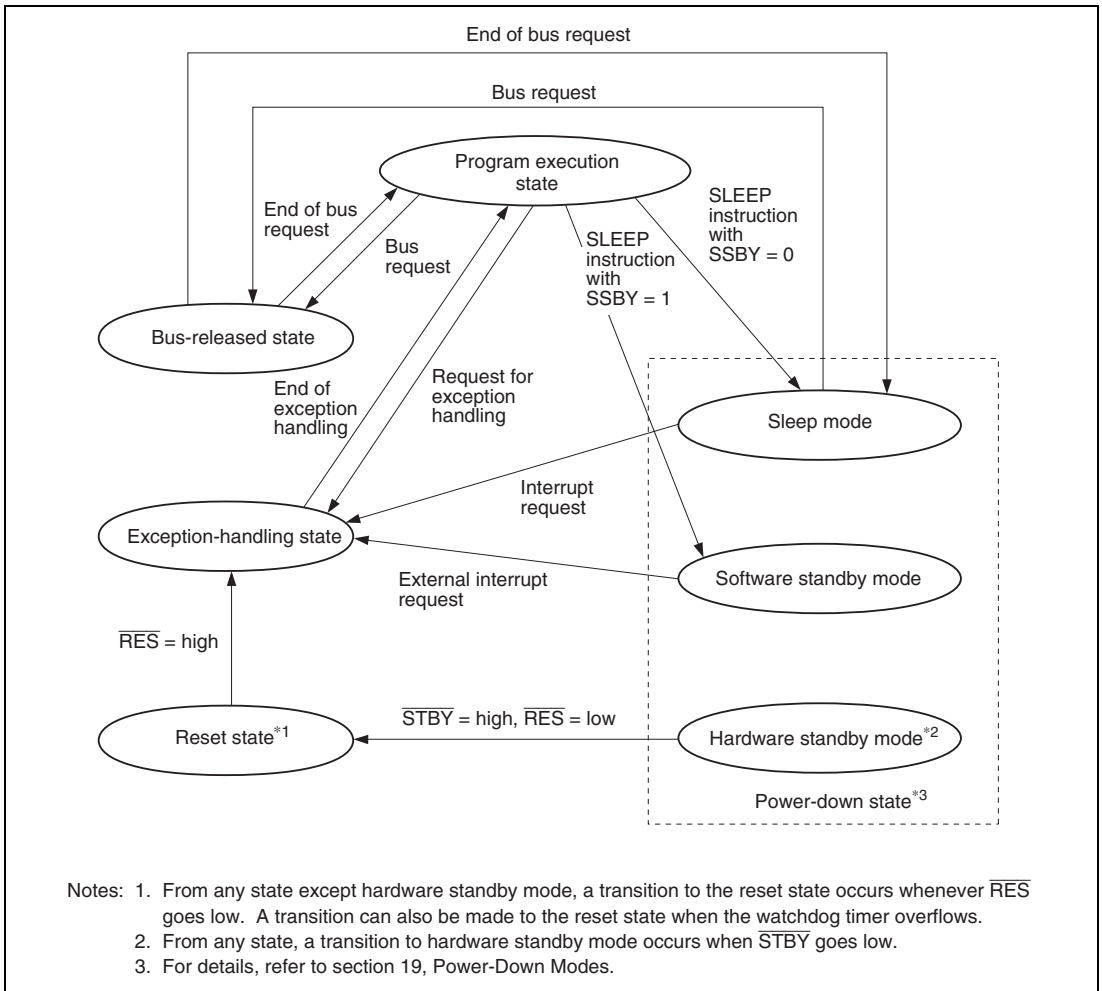 End of bus request
Bus request
Program execution
state
End of bus
request
Bus
request
SLEEP
instruction
with
SSBY = 1
SLEEP
instruction
with
SSBY = 0
Bus-released state
End of
exception
handling
Request for
exception
handling
Sleep mode
Interrupt
request
Exception-handling state
External interrupt
request
Software standby mode
R̅E̅S̅ = high
S̅T̅B̅Y̅ = high, R̅E̅S̅ = low
Reset state*1
Hardware standby mode*2
Power-down state*3
Notes: 1. From any state except hardware standby mode, a transition to the reset state occurs whenever R̅E̅S̅
goes low. A transition can also be made to the reset state when the watchdog timer overflows.
2. From any state, a transition to hardware standby mode occurs when S̅T̅B̅Y̅ goes low.
3. For details, refer to section 19, Power-Down Modes.